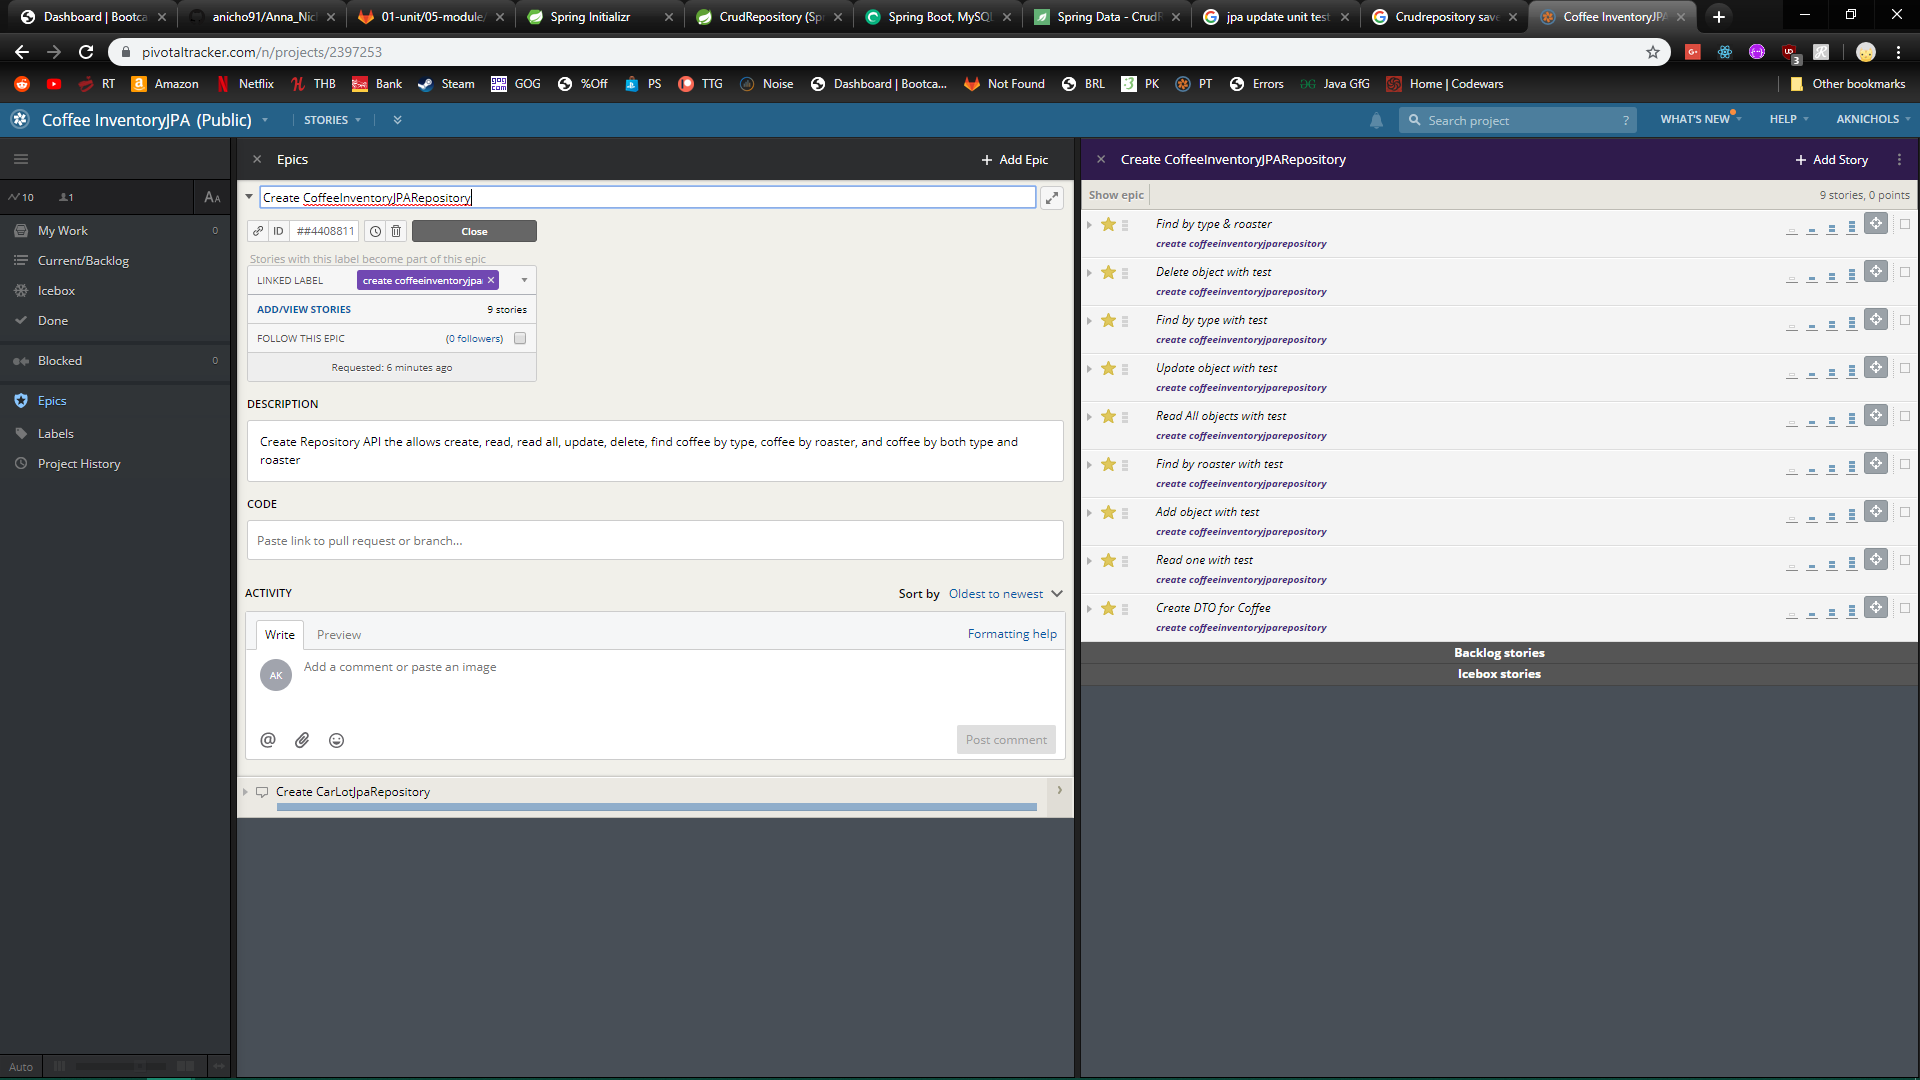 Dashboard | Bootca
anicho91/Anna_Nic
01-unit/05-module/
Spring Initializr
CrudRepository (Sp
Spring Boot, MySQL
Spring Data - CrudR
jpa update unit test
Crudrepository save
Coffee InventoryJPA
pivotaltracker.com/n/projects/2397253
RT
Amazon
Netflix
THB
Bank
Steam
GOG
%Off
PS
TTG
Noise
Dashboard | Bootca...
Not Found
BRL
PK
PT
Errors
Java GfG
Home | Codewars
Other bookmarks
Coffee InventoryJPA (Public)
STORIES
Search project
?
WHAT'S NEW
HELP
AKNICHOLS
10
1
AA
My Work 0
Current/Backlog
Icebox
Done
Blocked 0
Epics
Labels
Project History
Auto
Epics
+ Add Epic
Create CoffeeInventoryJPARepository
ID
##4408811
Close
Stories with this label become part of this epic
LINKED LABEL
create coffeeinventoryjpa
ADD/VIEW STORIES
9 stories
FOLLOW THIS EPIC
(0 followers)
Requested: 6 minutes ago
DESCRIPTION
Create Repository API the allows create, read, read all, update, delete, find coffee by type, coffee by roaster, and coffee by both type and
roaster
CODE
Paste link to pull request or branch...
ACTIVITY
Sort by Oldest to newest
Write
Preview
Formatting help
AK
Add a comment or paste an image
@
Post comment
Create CarLotJpaRepository
Create CoffeeInventoryJPARepository
+ Add Story
Show epic
9 stories, 0 points
Find by type & roaster
create coffeeinventoryjparepository
Delete object with test
create coffeeinventoryjparepository
Find by type with test
create coffeeinventoryjparepository
Update object with test
create coffeeinventoryjparepository
Read All objects with test
create coffeeinventoryjparepository
Find by roaster with test
create coffeeinventoryjparepository
Add object with test
create coffeeinventoryjparepository
Read one with test
create coffeeinventoryjparepository
Create DTO for Coffee
create coffeeinventoryjparepository
Backlog stories
Icebox stories